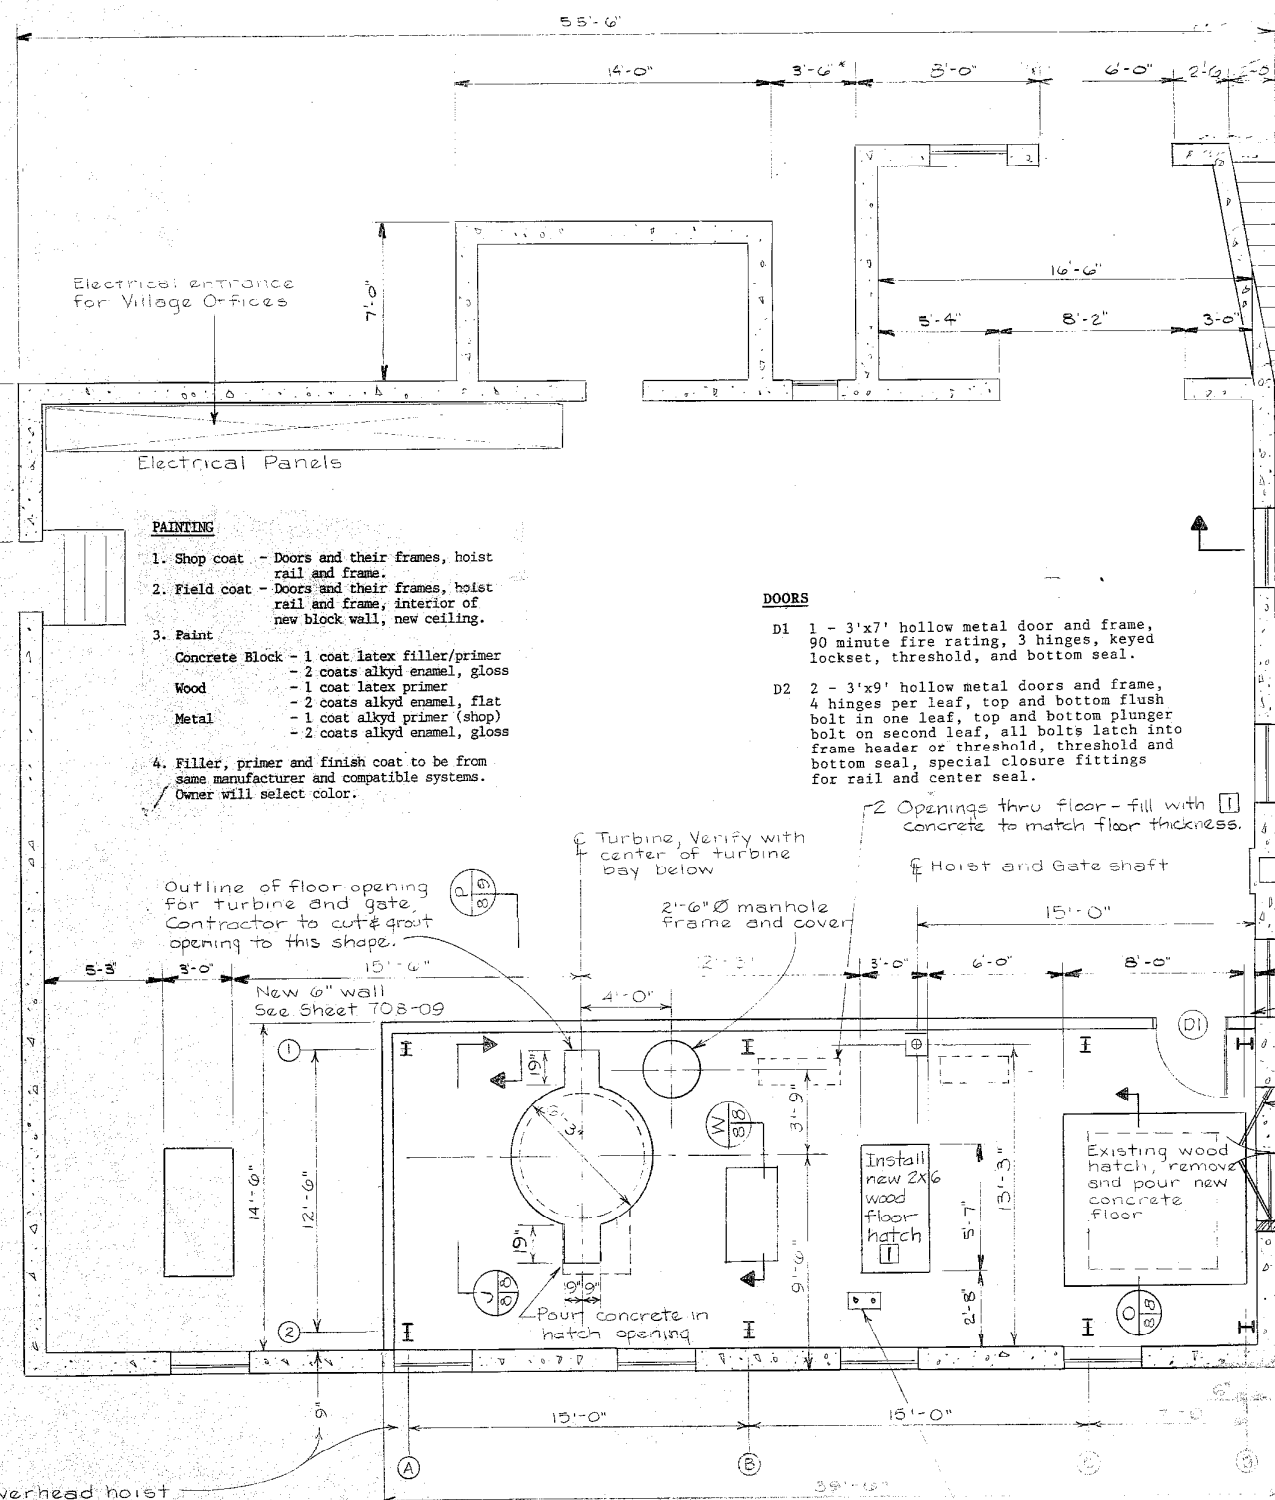 55'-6"
14'-0"
3'-6"
8'-0"
6'-0"
2'-6
2'-0
7'-0"
Electrical entrance
for Village Offices
16'-6"
5'-4"
8'-2"
3'-0"
Electrical Panels
PAINTING
1. Shop coat - Doors and their frames, hoist
rail and frame.
2. Field coat - Doors and their frames, hoist
rail and frame, interior of
new block wall, new ceiling.
3. Paint
Concrete Block - 1 coat latex filler/primer
- 2 coats alkyd enamel, gloss
Wood - 1 coat latex primer
- 2 coats alkyd enamel, flat
Metal - 1 coat alkyd primer (shop)
- 2 coats alkyd enamel, gloss
4. Filler, primer and finish coat to be from
same manufacturer and compatible systems.
Owner will select color.
DOORS
D1 1 - 3'x7' hollow metal door and frame,
90 minute fire rating, 3 hinges, keyed
lockset, threshold, and bottom seal.
D2 2 - 3'x9' hollow metal doors and frame,
4 hinges per leaf, top and bottom flush
bolt in one leaf, top and bottom plunger
bolt on second leaf, all bolts latch into
frame header or threshold, threshold and
bottom seal, special closure fittings
for rail and center seal.
2 Openings thru floor - fill with 1
concrete to match floor thickness.
℄ Turbine, Verify with
center of turbine
bay below
℄ Hoist and Gate shaft
Outline of floor opening
for turbine and gate,
Contractor to cut & grout
opening to this shape.
P
8 9
2'-6" Ø manhole
frame and cover
15'-0"
5'-3"
3'-0"
15'-6"
12'-3"
3'-0"
6'-0"
8'-0"
New 6" wall
See Sheet 708-09
4'-0"
D1
1
19"
3'-9"
W
8 8
14'-6"
12'-6"
Install
new 2x6
wood
floor
hatch
1
5'-7"
13'-3"
Existing wood
hatch, remove
and pour new
concrete
floor
19"
9'-6"
J
8 8
9" 9"
2'-8"
O
8 8
Pour concrete in
hatch opening
2
9"
15'-0"
15'-0"
7'-0"
6"
A
B
overhead hoist